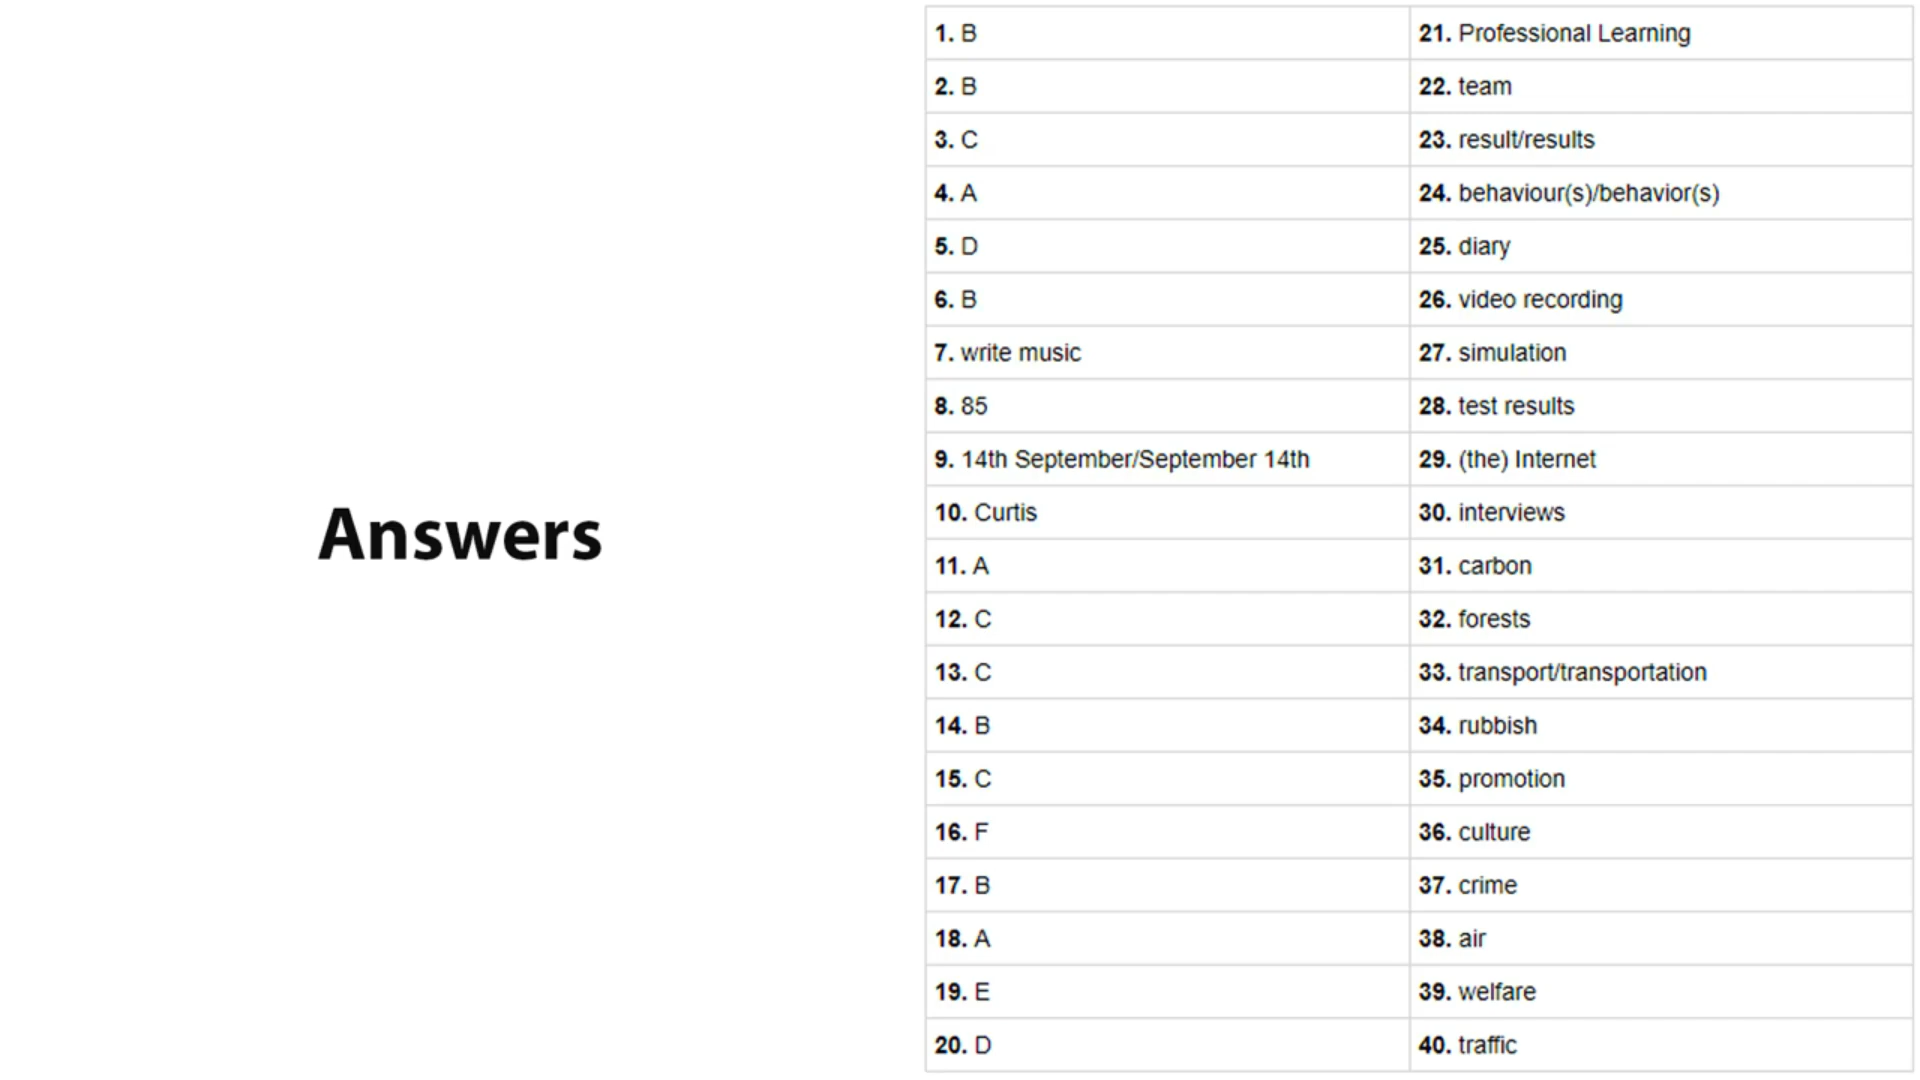 Answers
1. B
2. B
3. C
4. A
5. D
6. B
7. write music
8. 85
9. 14th September/September 14th
10. Curtis
11. A
12. C
13. C
14. B
15. C
16. F
17. B
18. A
19. E
20. D
21. Professional Learning
22. team
23. result/results
24. behaviour(s)/behavior(s)
25. diary
26. video recording
27. simulation
28. test results
29. (the) Internet
30. interviews
31. carbon
32. forests
33. transport/transportation
34. rubbish
35. promotion
36. culture
37. crime
38. air
39. welfare
40. traffic